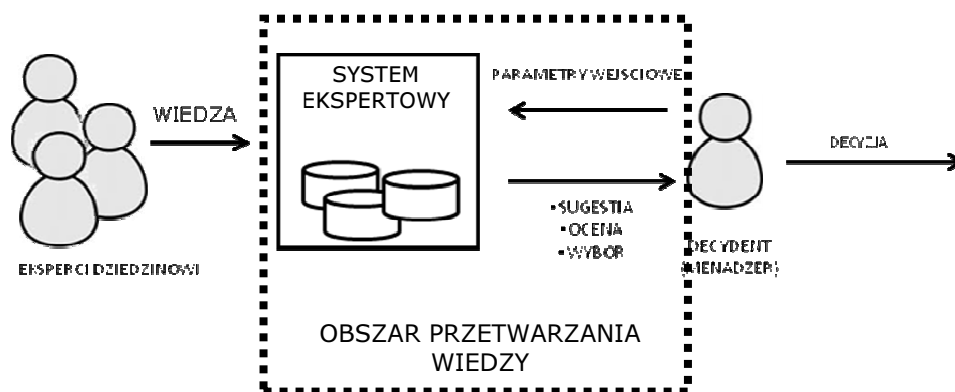 SYSTEM
EKSPERTOWY
PARAMETRY WEJSCIOWE
WIEDZA
DECYZJA
•SUGESTIA
•OCENA
•WYBOR
EKSPERCI DZIEDZINOWI
DECYDENT
(MENADZER)
OBSZAR PRZETWARZANIA
WIEDZY